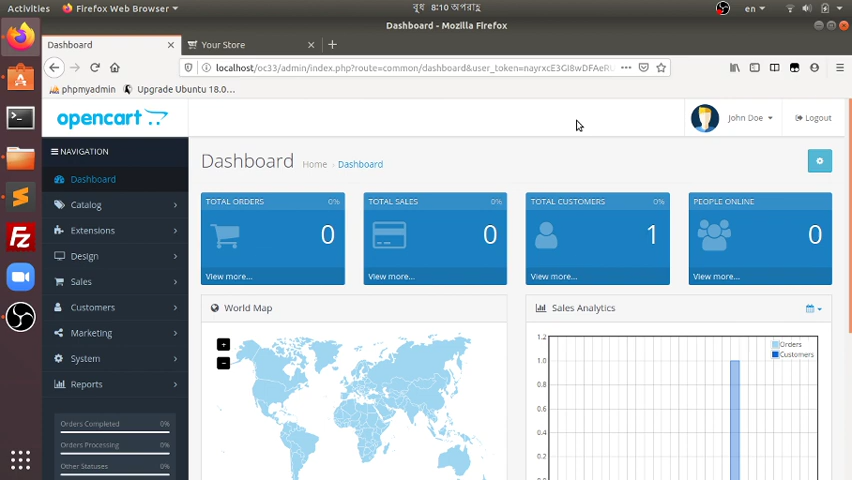 Activities Firefox Web Browser বুধ 8:10 অপরাহ্ন en
Dashboard - Mozilla Firefox
Dashboard Your Store
localhost/oc33/admin/index.php?route=common/dashboard&user_token=
phpmyadmin Upgrade Ubuntu 18.0...
opencart John Doe Logout
NAVIGATION
Dashboard Home Dashboard
Dashboard
Catalog
Extensions
Design
Sales
Customers
Marketing
System
Reports
Orders Completed 0%
Orders Processing 0%
Other Statuses 0%
TOTAL ORDERS 0%
0
View more...
TOTAL SALES 0%
0
View more...
TOTAL CUSTOMERS 0%
1
View more...
PEOPLE ONLINE
0
View more...
World Map
+
−
Sales Analytics
1.2
1.0
0.8
0.6
0.4
0.2
Orders
Customers